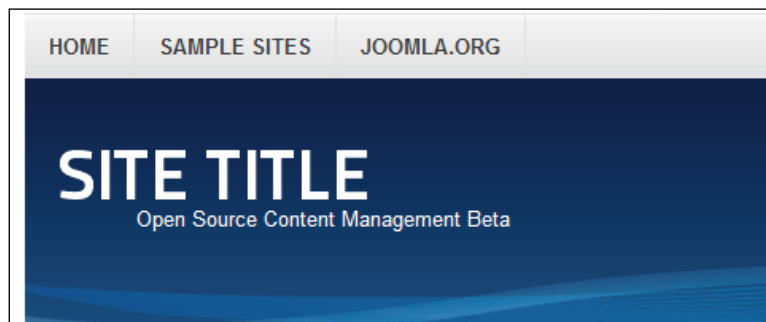 HOME SAMPLE SITES JOOMLA.ORG
SITE TITLE
Open Source Content Management Beta